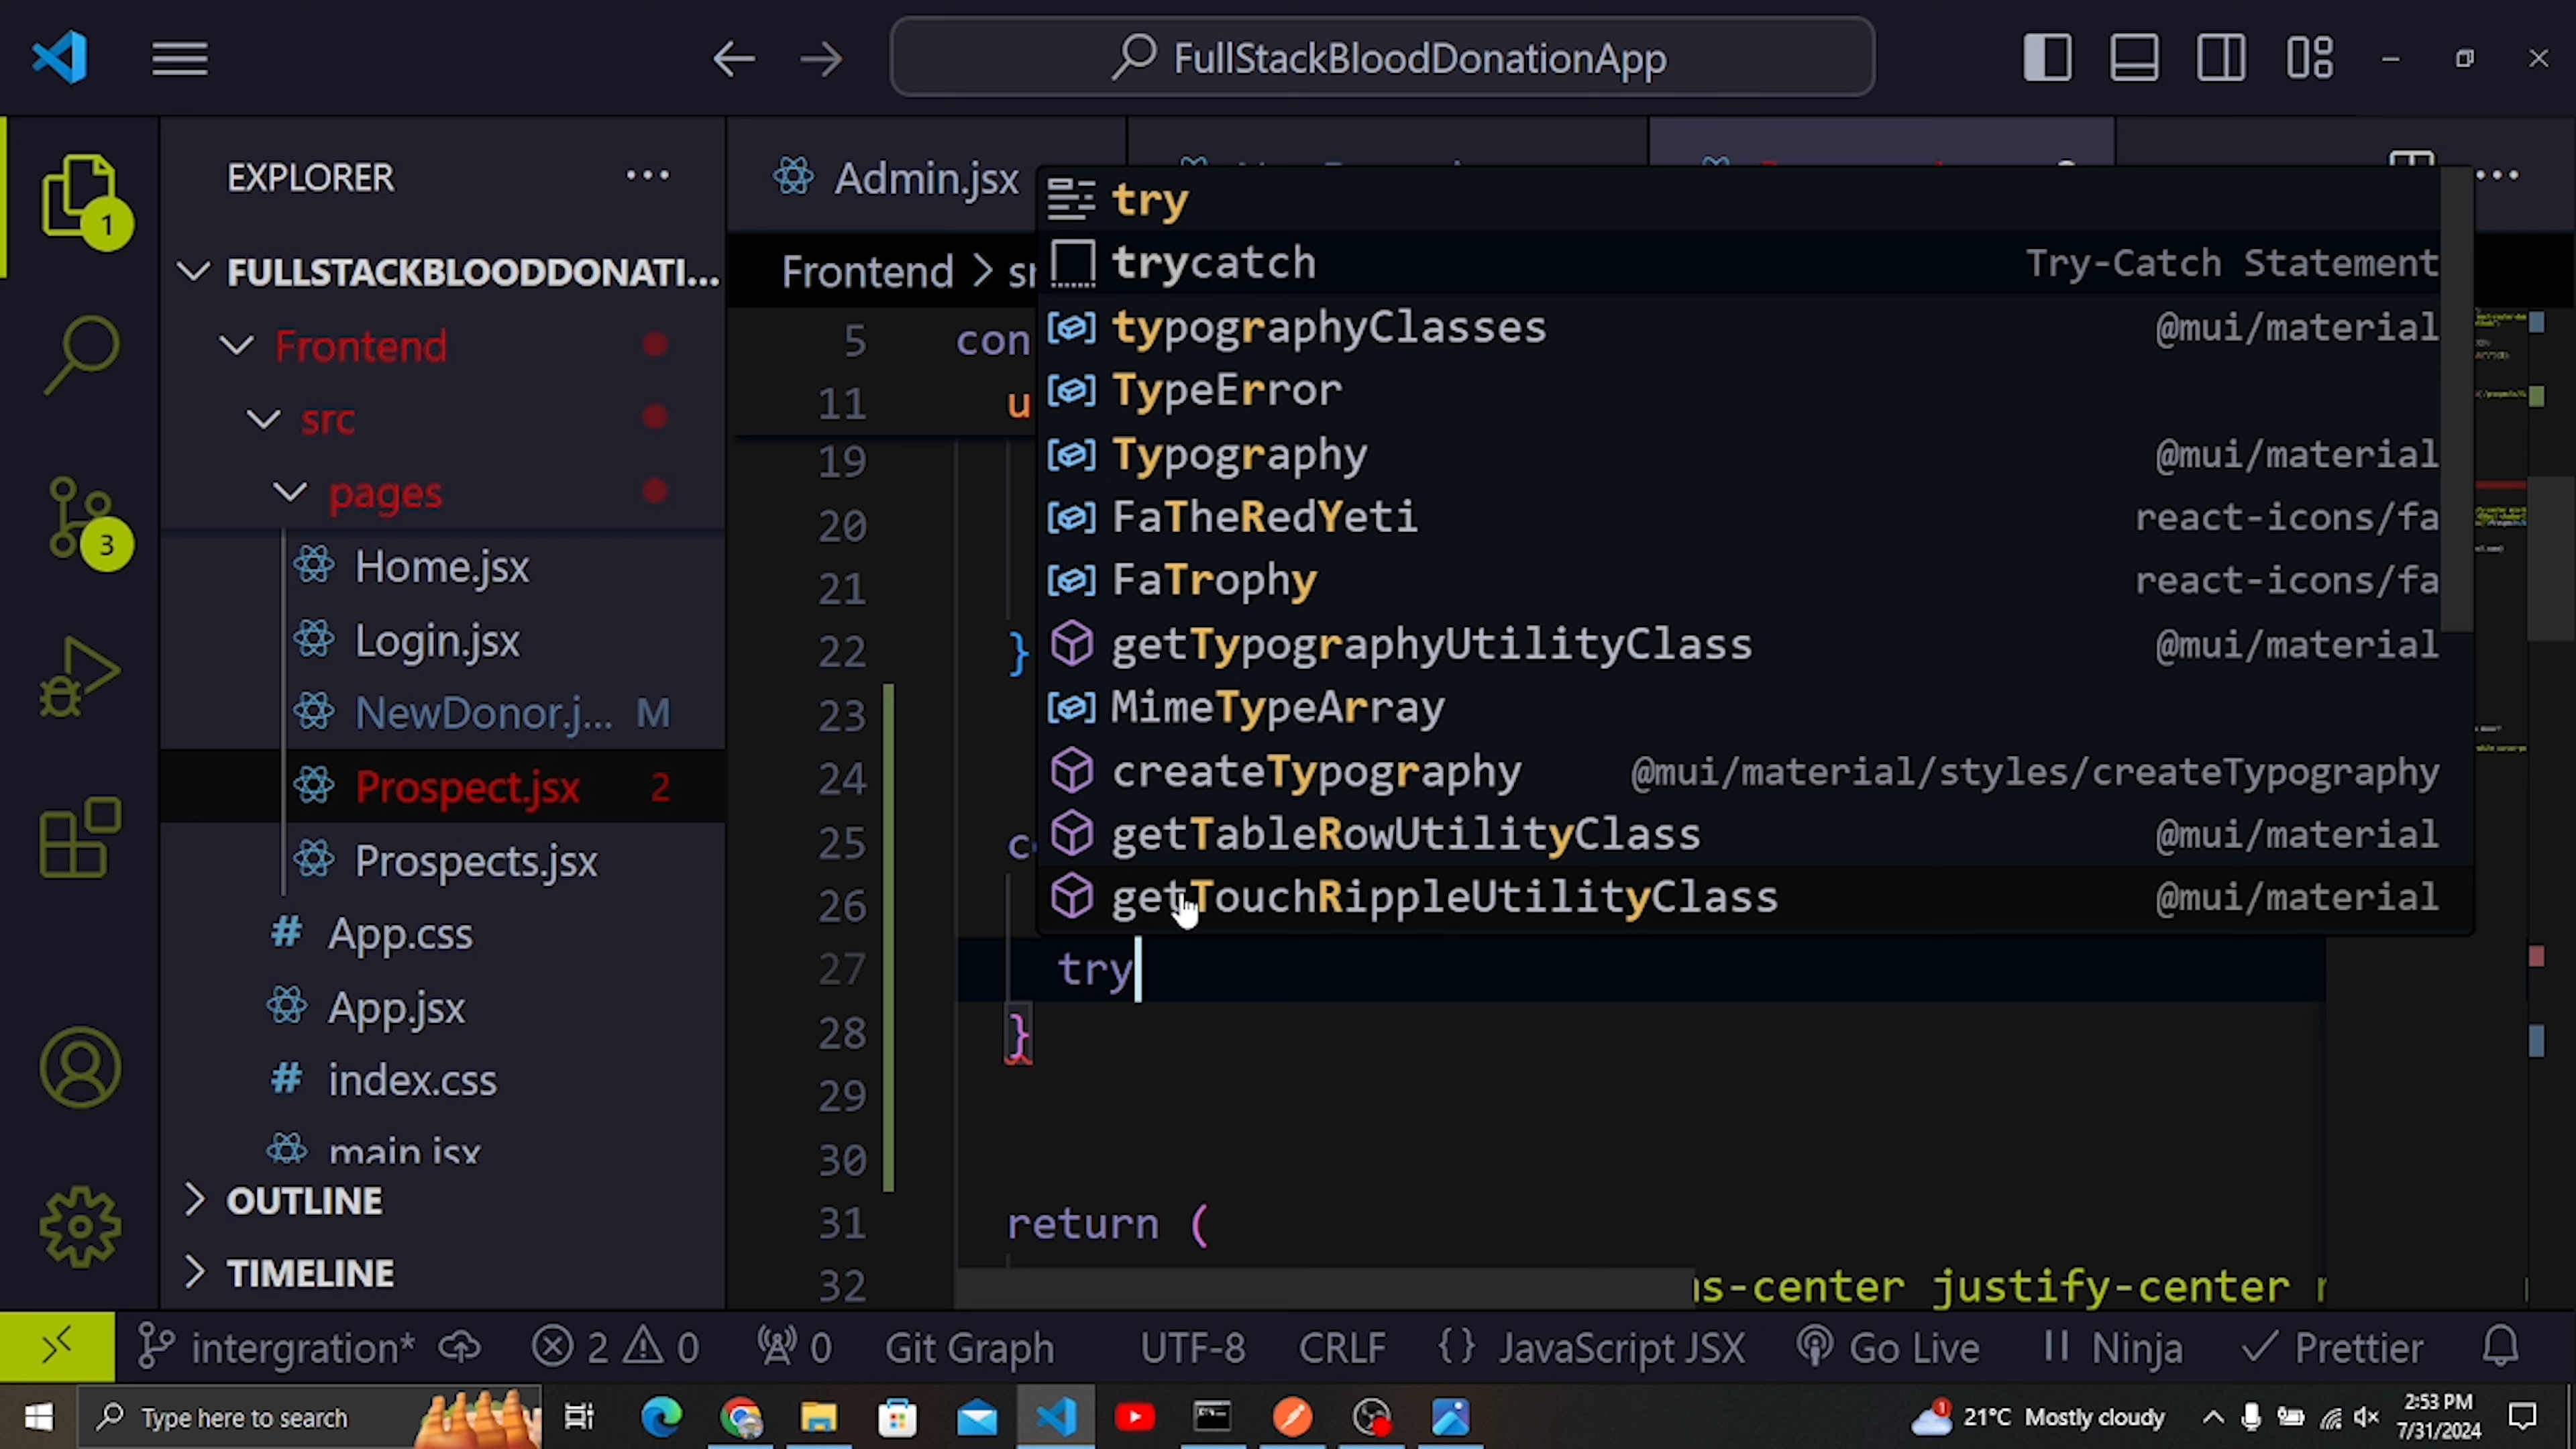 FullStackBloodDonationApp
EXPLORER
Admin.jsx
FULLSTACKBLOODDONATI...
Frontend
src
pages
Home.jsx
Login.jsx
NewDonor.j... M
Prospect.jsx 2
Prospects.jsx
# App.css
App.jsx
# index.css
main.jsx
OUTLINE
TIMELINE
1
3
Frontend > sr
try
trycatch Try-Catch Statement
typographyClasses @mui/material
TypeError
Typography @mui/material
FaTheRedYeti react-icons/fa
FaTrophy react-icons/fa
getTypographyUtilityClass @mui/material
MimeTypeArray
createTypography @mui/material/styles/createTypography
getTableRowUtilityClass @mui/material
getTouchRippleUtilityClass @mui/material
5 con
11 u
19
20
21
22 }
23
24
25 co
26
27 try
28 }
29
30
31 return (
32 s-center justify-center
intergration* 2 0 0 Git Graph UTF-8 CRLF {} JavaScript JSX Go Live Ninja Prettier
Type here to search 1 21°C Mostly cloudy 2:53 PM
7/31/2024